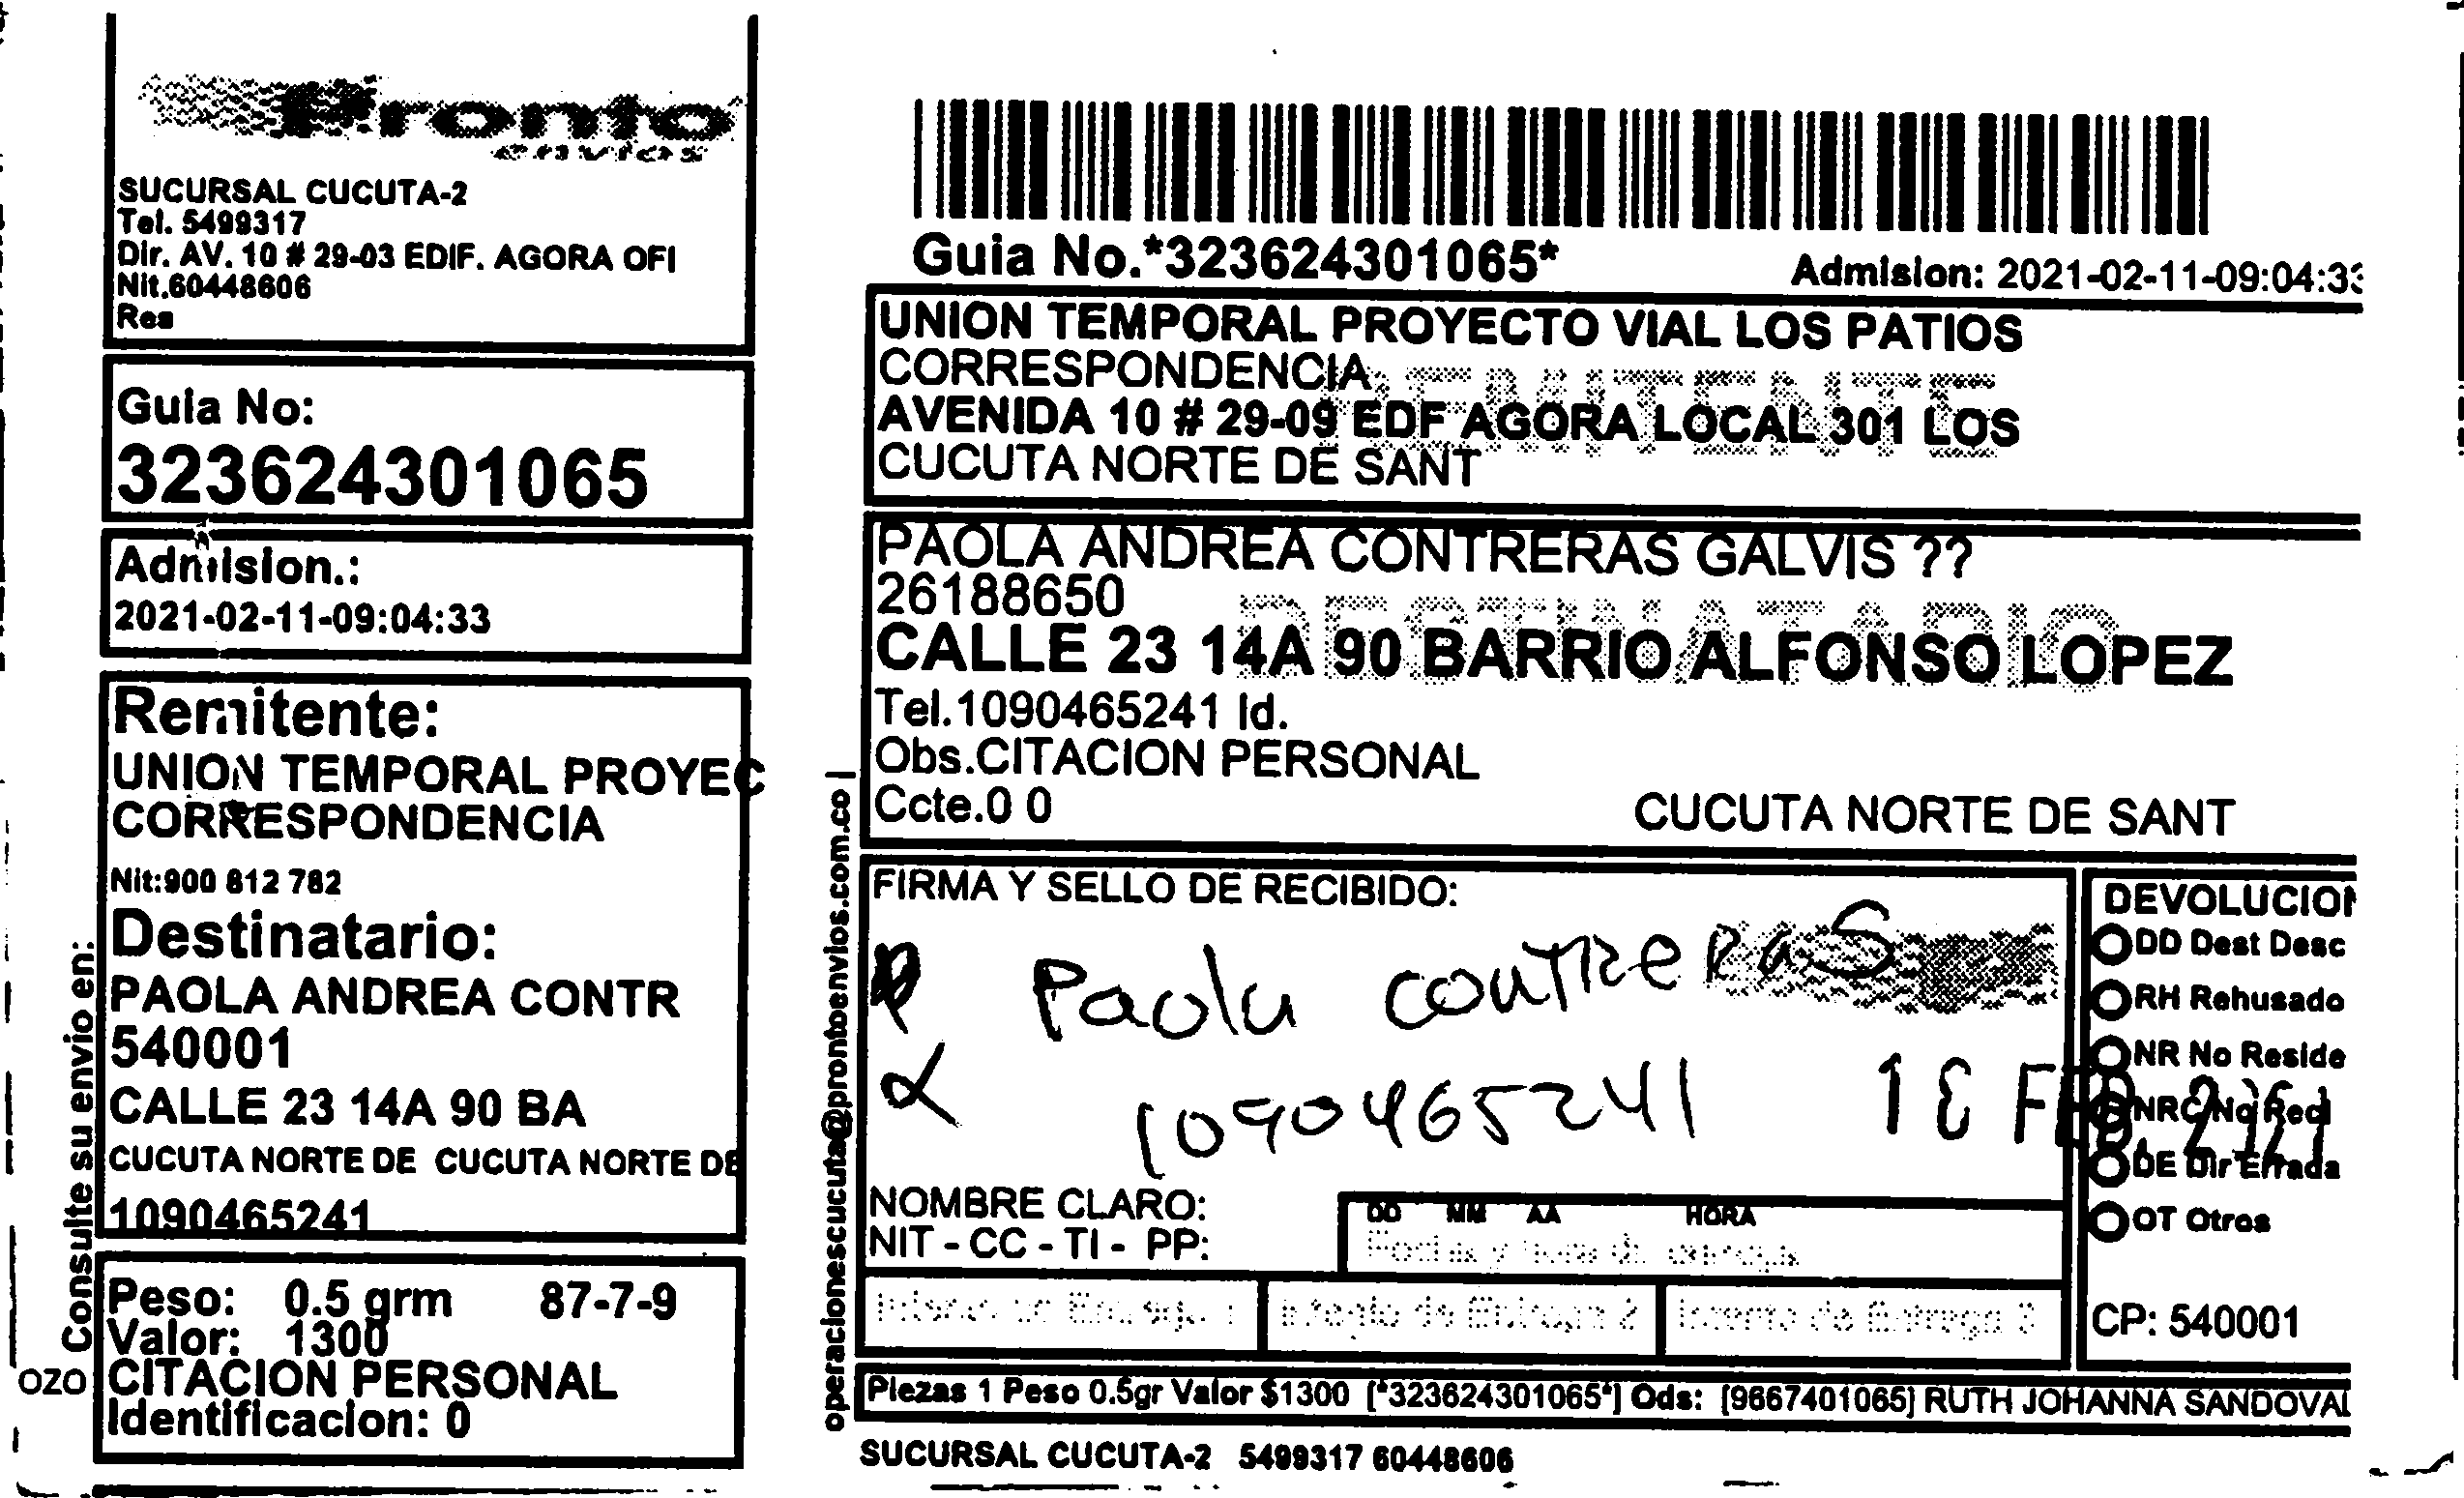 Pronto
envios
SUCURSAL CUCUTA-2
Tel. 5499317
Dir. AV. 10 # 29-03 EDIF. AGORA OFI
Nit.60448606
Res
Guia No:
323624301065
Admision.:
2021-02-11-09:04:33
Remitente:
UNION TEMPORAL PROYEC
CORRESPONDENCIA
Nit:900 812 782
Destinatario:
PAOLA ANDREA CONTR
540001
CALLE 23 14A 90 BA
CUCUTA NORTE DE CUCUTA NORTE DE
1090465241
Peso: 0.5 grm 87-7-9
Valor: 1300
CITACION PERSONAL
Identificacion: 0
Consulte su envio en:
ozo
operacionescucuta@prontoenvios.com.co |
Guia No.*323624301065*
Admision: 2021-02-11-09:04:33
UNION TEMPORAL PROYECTO VIAL LOS PATIOS
CORRESPONDENCIA
REMITENTE
AVENIDA 10 # 29-09 EDF AGORA LOCAL 301 LOS
CUCUTA NORTE DE SANT
PAOLA ANDREA CONTRERAS GALVIS ??
26188650
DESTINATARIO
CALLE 23 14A 90 BARRIO ALFONSO LOPEZ
Tel.1090465241 Id.
Obs.CITACION PERSONAL
Ccte.0 0
CUCUTA NORTE DE SANT
FIRMA Y SELLO DE RECIBIDO:
Paola contreras
1090465241
NOMBRE CLARO:
NIT - CC - TI - PP:
DD MM AA HORA
DEVOLUCION
DD Dest Desc
RH Rehusado
NR No Reside
NRC No Recl
DE Dir Errada
OT Otros
CP: 540001
Piezas 1 Peso 0.5gr Valor $1300 [*323624301065*] Ods: [9667401065] RUTH JOHANNA SANDOVAL
SUCURSAL CUCUTA-2 5499317 60448606